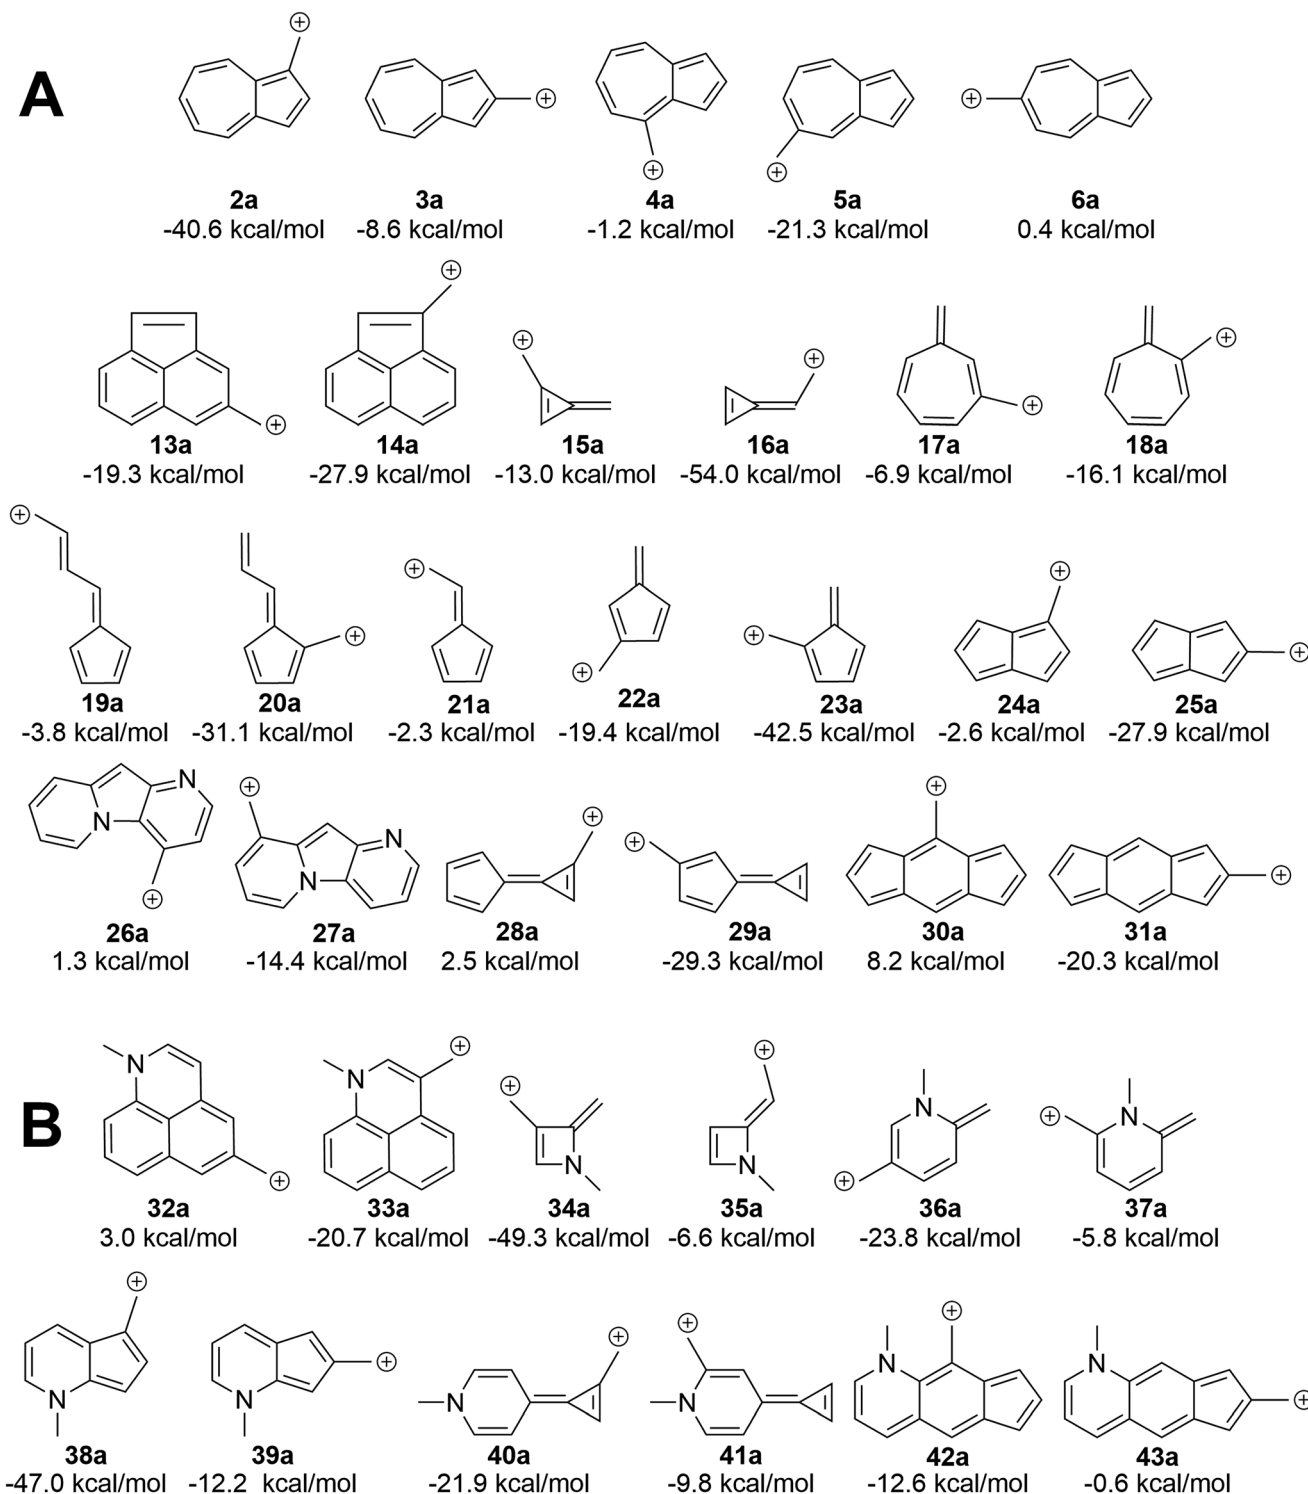 A
⊕ ⊕ ⊕ ⊕ ⊕
2a 3a 4a 5a 6a
-40.6 kcal/mol -8.6 kcal/mol -1.2 kcal/mol -21.3 kcal/mol 0.4 kcal/mol
⊕ ⊕ ⊕ ⊕ ⊕ ⊕
13a 14a 15a 16a 17a 18a
-19.3 kcal/mol -27.9 kcal/mol -13.0 kcal/mol -54.0 kcal/mol -6.9 kcal/mol -16.1 kcal/mol
⊕ ⊕ ⊕ ⊕ ⊕ ⊕ ⊕
19a 20a 21a 22a 23a 24a 25a
-3.8 kcal/mol -31.1 kcal/mol -2.3 kcal/mol -19.4 kcal/mol -42.5 kcal/mol -2.6 kcal/mol -27.9 kcal/mol
N N ⊕ ⊕ N N ⊕ ⊕ ⊕ ⊕
26a 27a 28a 29a 30a 31a
1.3 kcal/mol -14.4 kcal/mol 2.5 kcal/mol -29.3 kcal/mol 8.2 kcal/mol -20.3 kcal/mol
B
N ⊕ N ⊕ ⊕ N ⊕ N N ⊕ ⊕ N
32a 33a 34a 35a 36a 37a
3.0 kcal/mol -20.7 kcal/mol -49.3 kcal/mol -6.6 kcal/mol -23.8 kcal/mol -5.8 kcal/mol
⊕ N N ⊕ N ⊕ ⊕ N N ⊕ N ⊕
38a 39a 40a 41a 42a 43a
-47.0 kcal/mol -12.2 kcal/mol -21.9 kcal/mol -9.8 kcal/mol -12.6 kcal/mol -0.6 kcal/mol